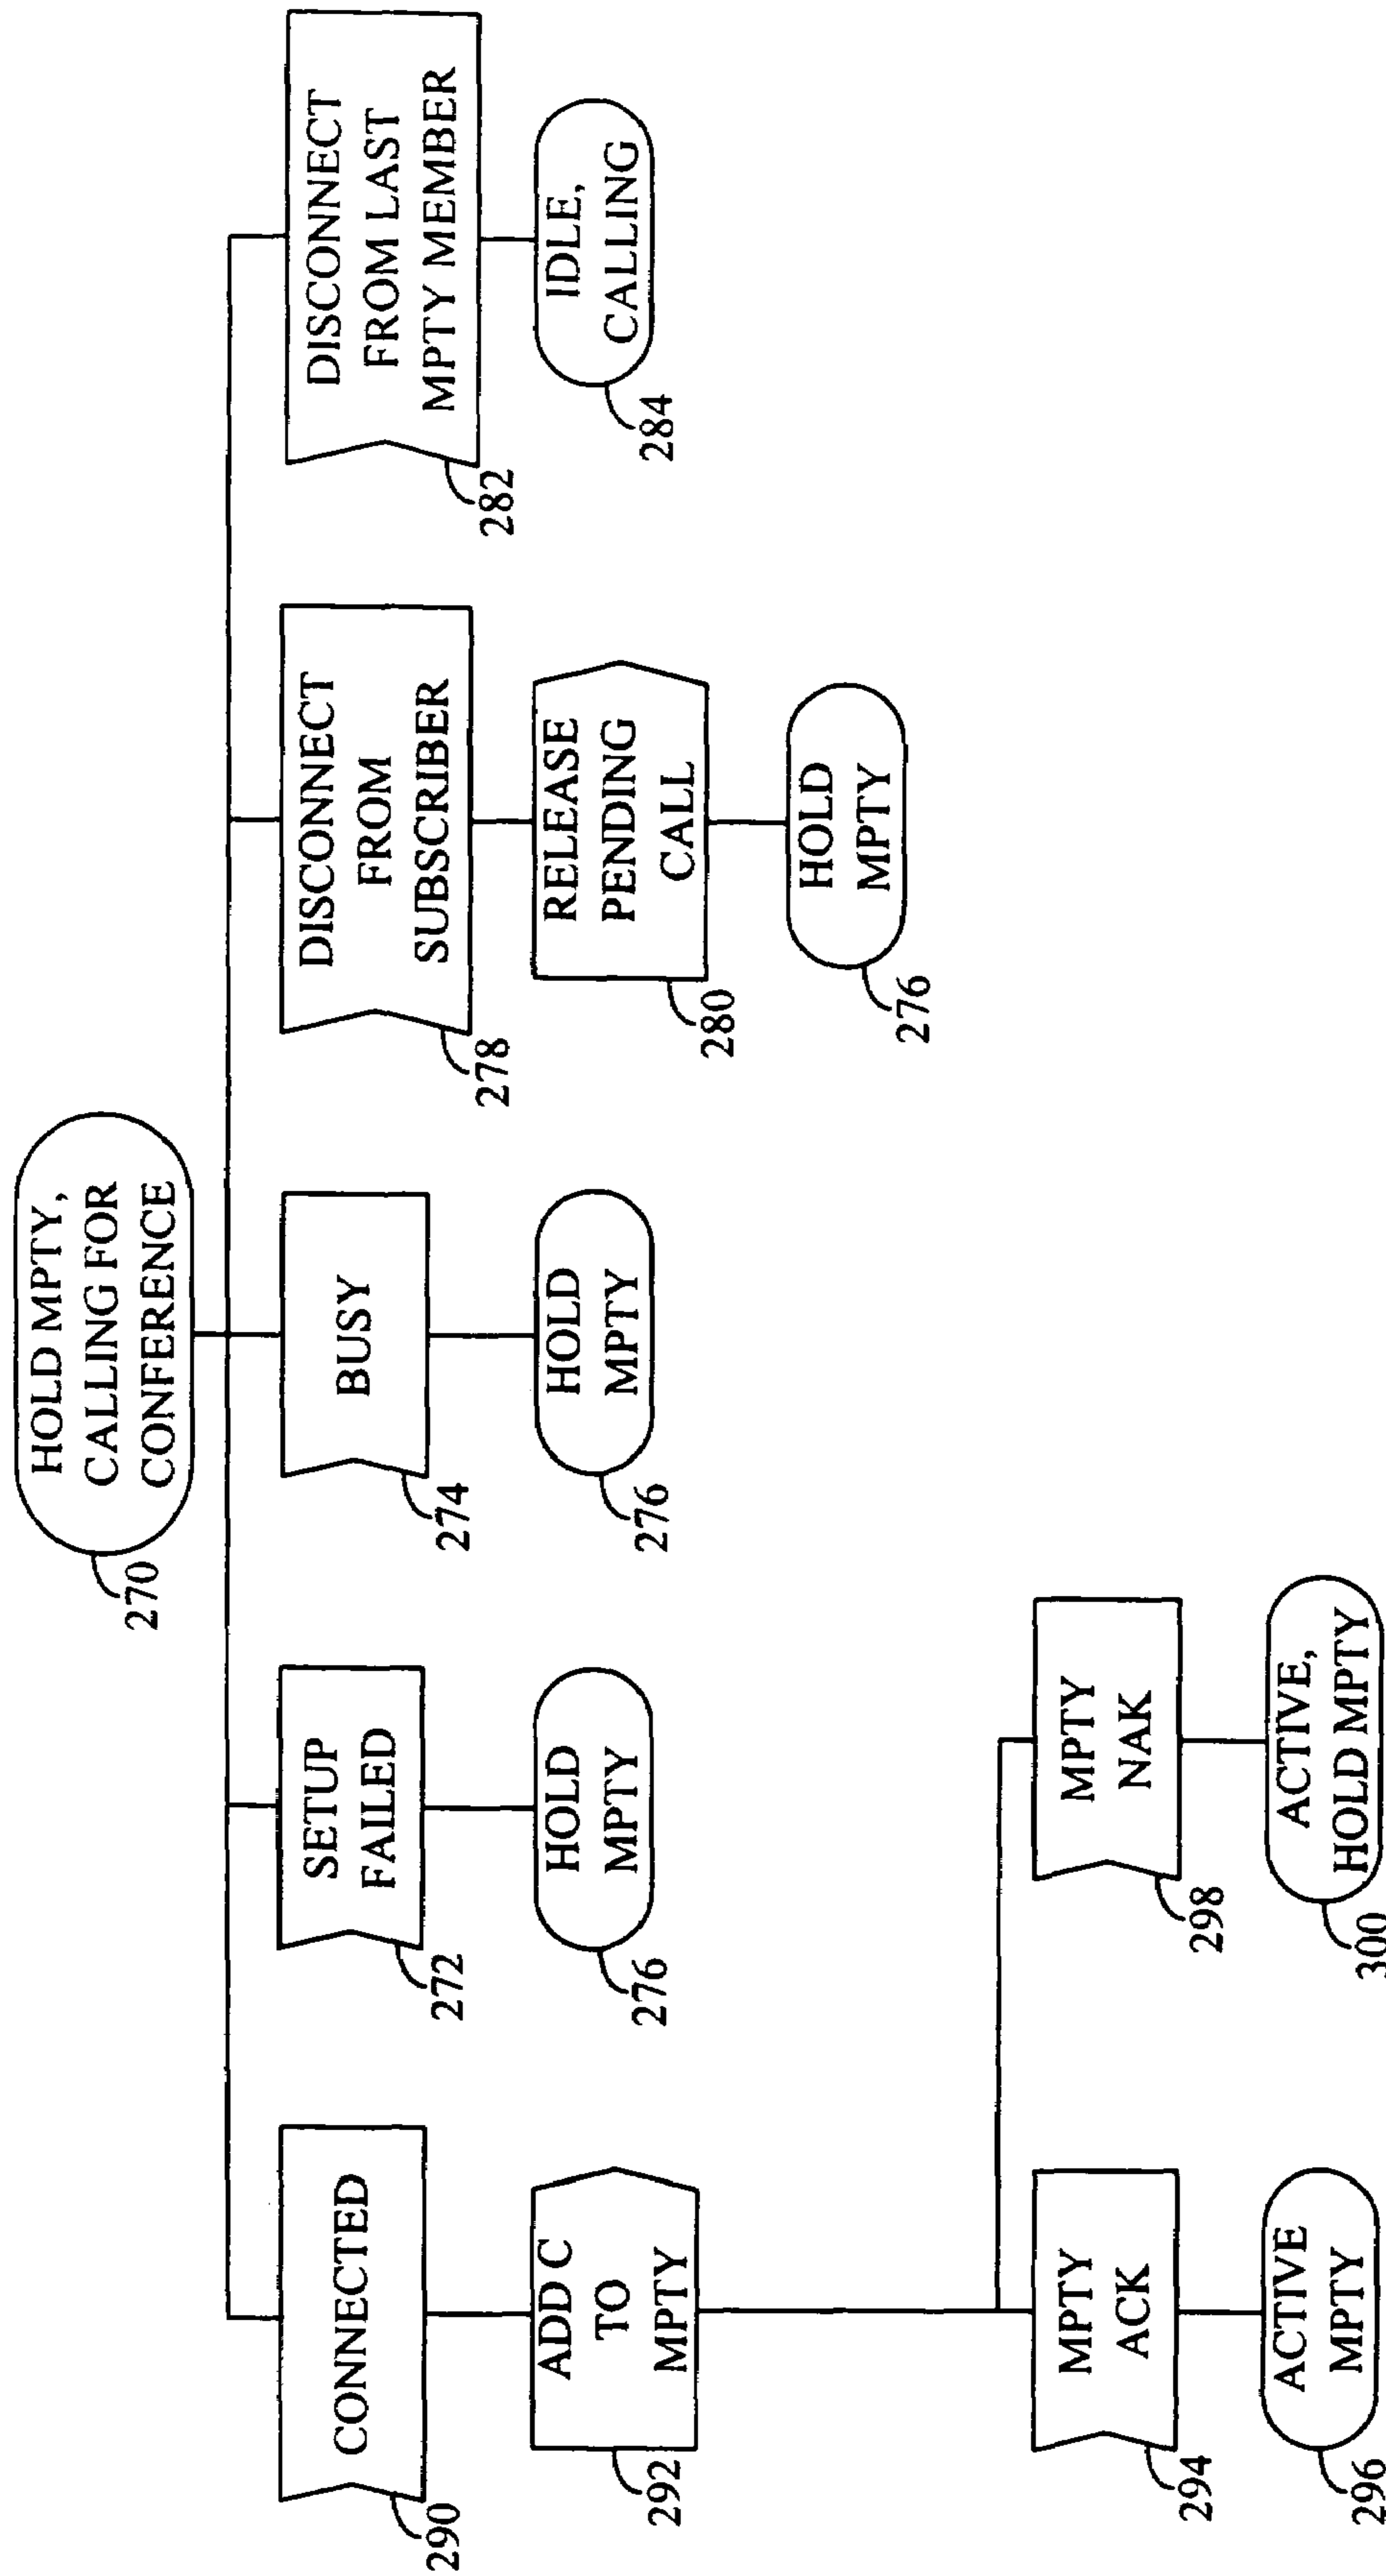 HOLD MPTY,
CALLING FOR
CONFERENCE
270
CONNECTED
290
ADD C
TO
MPTY
292
MPTY
ACK
294
ACTIVE
MPTY
296
MPTY
NAK
298
ACTIVE,
HOLD MPTY
300
SETUP
FAILED
272
HOLD
MPTY
276
BUSY
274
HOLD
MPTY
276
DISCONNECT
FROM
SUBSCRIBER
278
RELEASE
PENDING
CALL
280
HOLD
MPTY
276
DISCONNECT
FROM LAST
MPTY MEMBER
282
IDLE,
CALLING
284